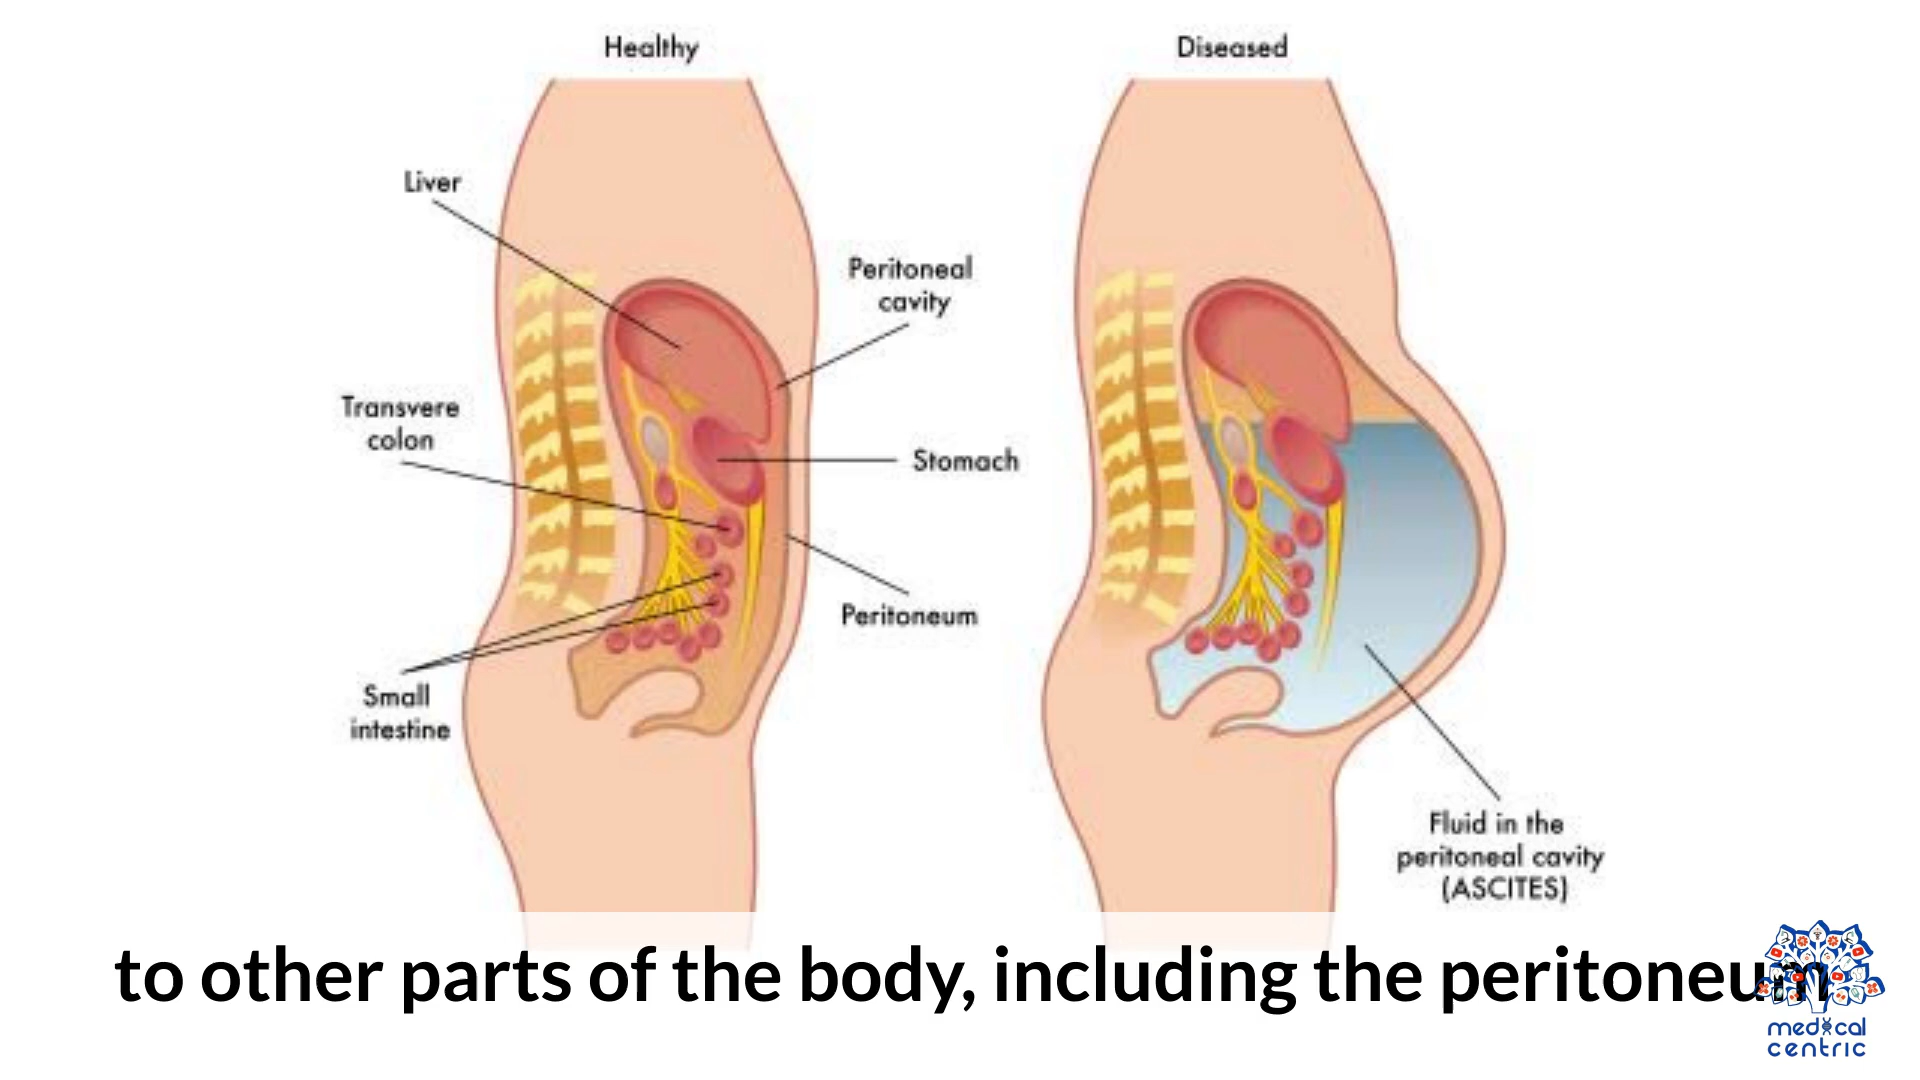 Healthy
Diseased
Liver
Peritoneal
cavity
Transvere
colon
Stomach
Peritoneum
Small
intestine
Fluid in the
peritoneal cavity
(ASCITES)
to other parts of the body, including the peritoneum
medical
centric